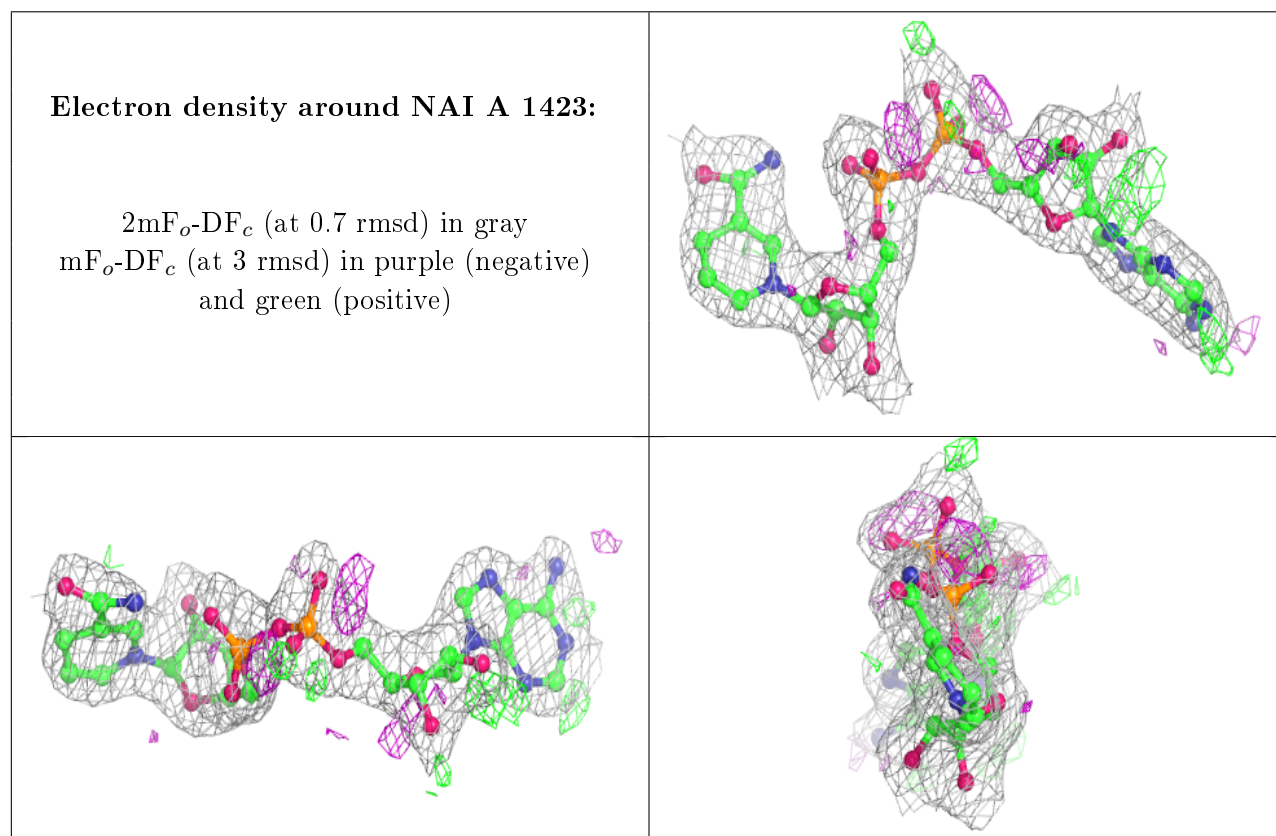 Electron density around NAI A 1423:
2mFₒ-DF𝒸 (at 0.7 rmsd) in gray
mFₒ-DF𝒸 (at 3 rmsd) in purple (negative)
and green (positive)